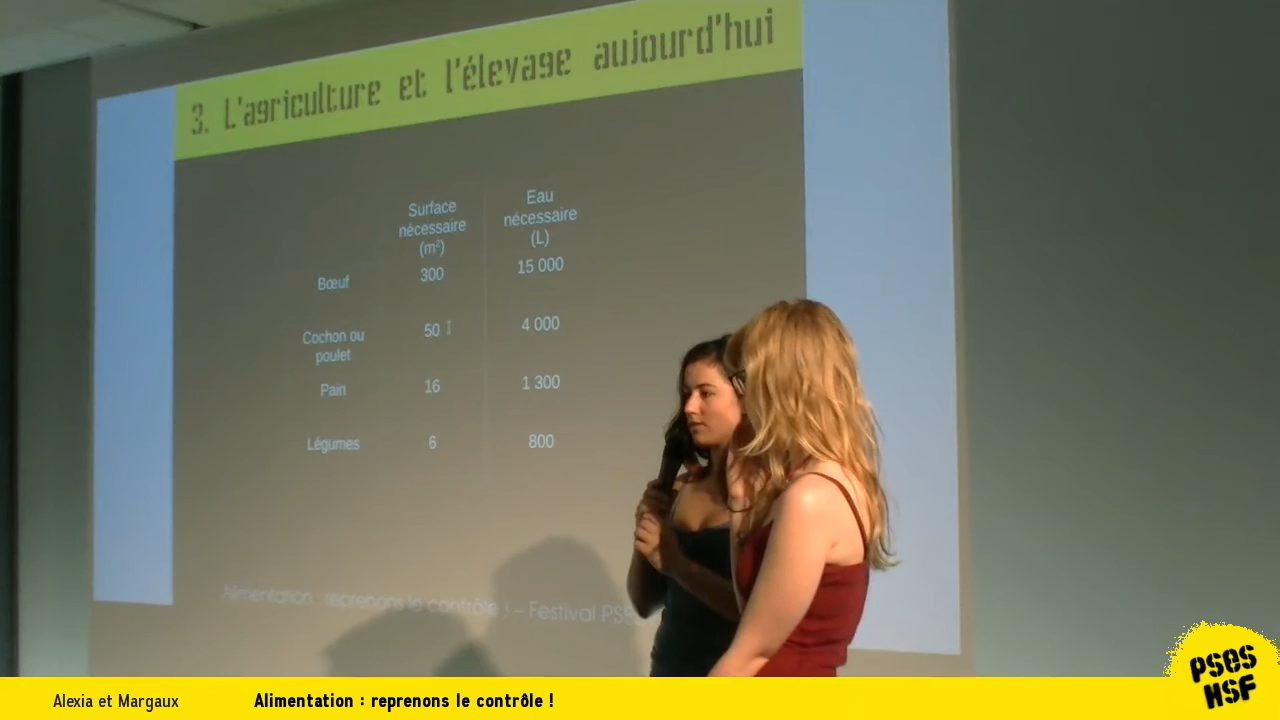 3. L'agriculture et l'élevage aujourd'hui
Surface
nécessaire
(m²)
Eau
nécessaire
(L)
Bœuf
300
15 000
Cochon ou
poulet
50
4 000
Pain
16
1 300
Légumes
6
800
Alimentation : reprenons le contrôle ! – Festival PSE
Alexia et Margaux
Alimentation : reprenons le contrôle !
PSES
HSF